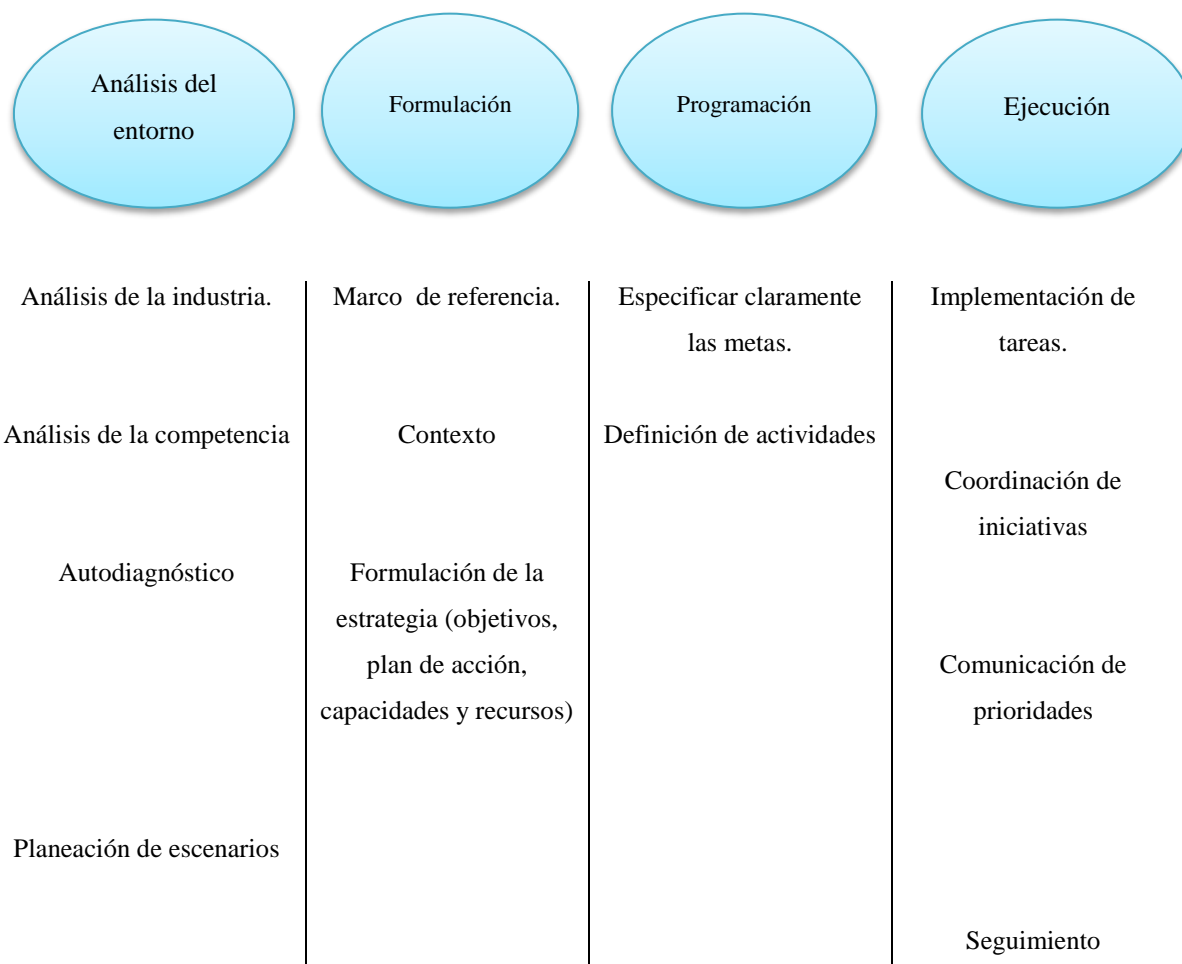 Análisis del
entorno
Formulación
Programación
Ejecución
Análisis de la industria.
Análisis de la competencia
Autodiagnóstico
Planeación de escenarios
Marco de referencia.
Contexto
Formulación de la
estrategia (objetivos,
plan de acción,
capacidades y recursos)
Especificar claramente
las metas.
Definición de actividades
Implementación de
tareas.
Coordinación de
iniciativas
Comunicación de
prioridades
Seguimiento